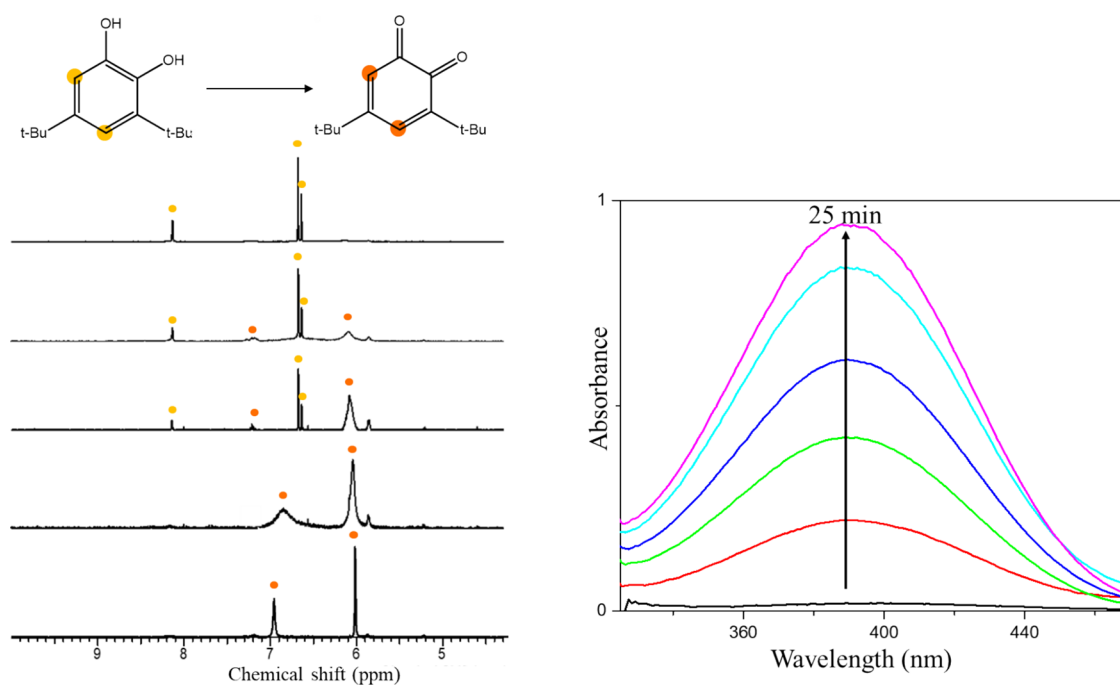 OH
OH
t-Bu
t-Bu
O
O
t-Bu
t-Bu
9 8 7 6 5
Chemical shift (ppm)
1
25 min
Absorbance
0
360 400 440
Wavelength (nm)